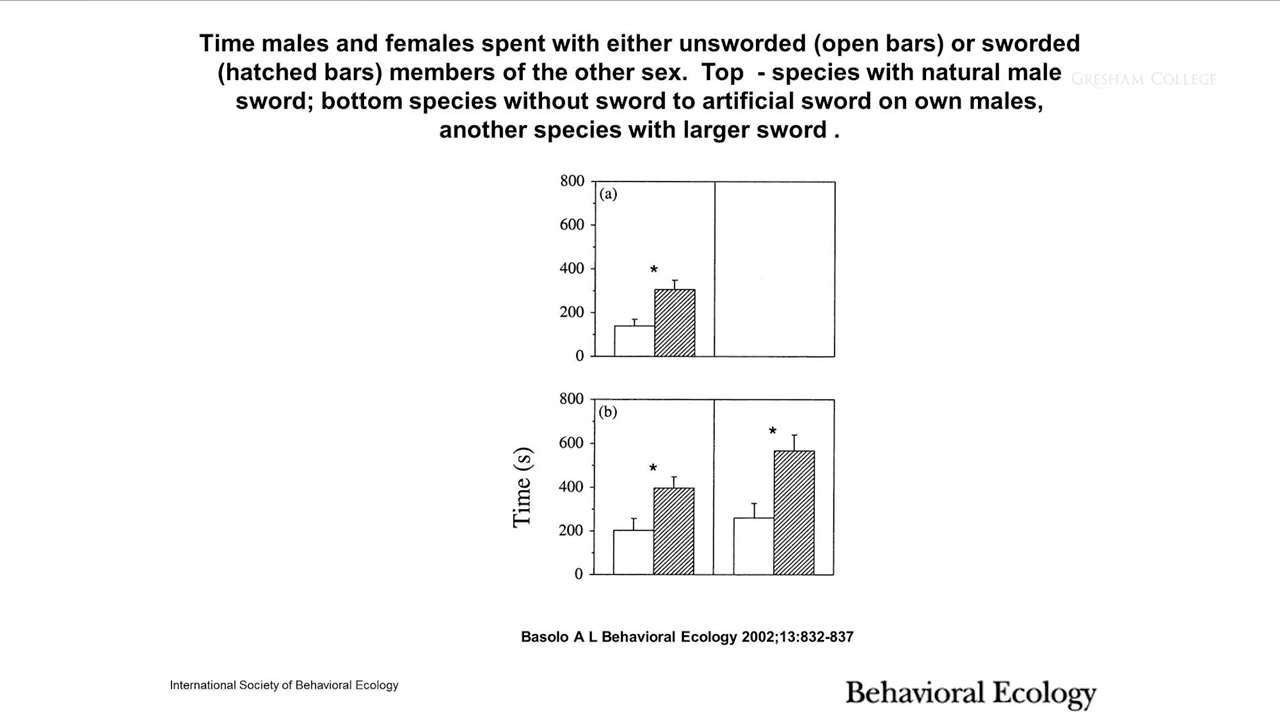 Time males and females spent with either unsworded (open bars) or sworded
(hatched bars) members of the other sex.  Top  - species with natural male
sword; bottom species without sword to artificial sword on own males,
another species with larger sword .
GRESHAM COLLEGE
800
(a)
600
*
400
200
0
800
(b)
*
600
*
400
200
0
Time (s)
Basolo A L Behavioral Ecology 2002;13:832-837
International Society of Behavioral Ecology
Behavioral Ecology